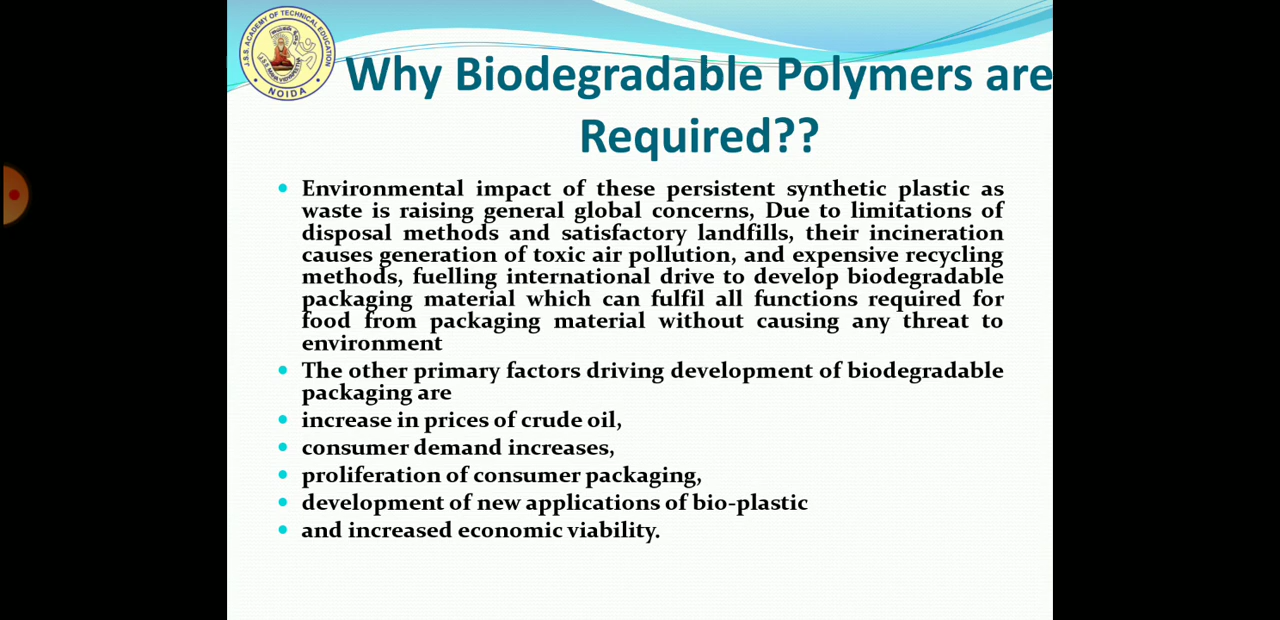 J.S.S. ACADEMY OF TECHNICAL EDUCATION
NOIDA
Why Biodegradable Polymers are
Required??
Environmental impact of these persistent synthetic plastic as
waste is raising general global concerns, Due to limitations of
disposal methods and satisfactory landfills, their incineration
causes generation of toxic air pollution, and expensive recycling
methods, fuelling international drive to develop biodegradable
packaging material which can fulfil all functions required for
food from packaging material without causing any threat to
environment
The other primary factors driving development of biodegradable
packaging are
increase in prices of crude oil,
consumer demand increases,
proliferation of consumer packaging,
development of new applications of bio-plastic
and increased economic viability.